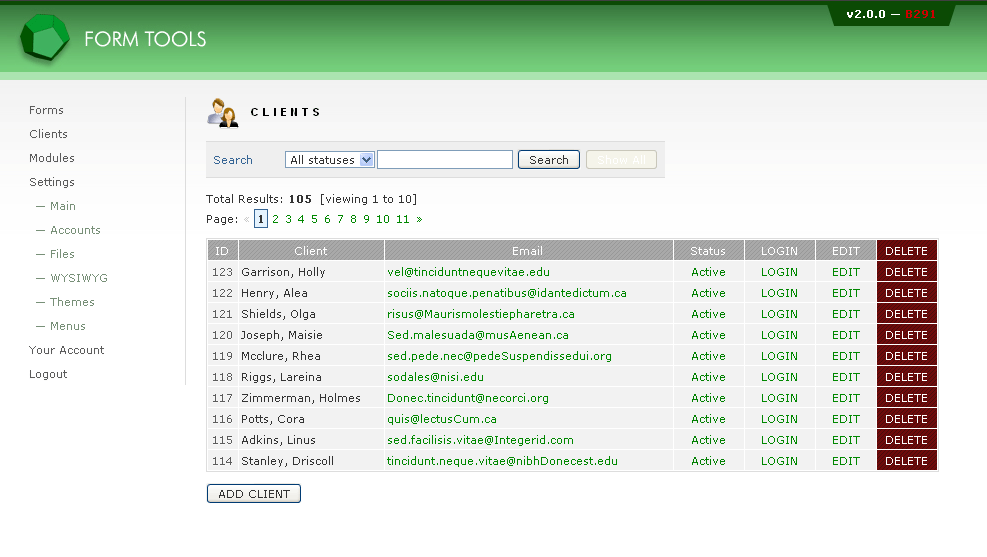 v2.0.0 — 0291
FORM TOOLS
Forms
Clients
Modules
Settings
— Main
— Accounts
— Files
— WYSIWYG
— Themes
— Menus
Your Account
Logout
CLIENTS
Search All statuses Search Show All
Total Results: 105 [viewing 1 to 10]
Page: « 1 2 3 4 5 6 7 8 9 10 11 »
ID Client Email Status LOGIN EDIT DELETE
123 Garrison, Holly vel@tinciduntnequevitae.edu Active LOGIN EDIT DELETE
122 Henry, Alea sociis.natoque.penatibus@idantedictum.ca Active LOGIN EDIT DELETE
121 Shields, Olga risus@Maurismolestiepharetra.ca Active LOGIN EDIT DELETE
120 Joseph, Maisie Sed.malesuada@musAenean.ca Active LOGIN EDIT DELETE
119 Mcclure, Rhea sed.pede.nec@pedeSuspendissedui.org Active LOGIN EDIT DELETE
118 Riggs, Lareina sodales@nisi.edu Active LOGIN EDIT DELETE
117 Zimmerman, Holmes Donec.tincidunt@necorci.org Active LOGIN EDIT DELETE
116 Potts, Cora quis@lectusCum.ca Active LOGIN EDIT DELETE
115 Adkins, Linus sed.facilisis.vitae@Integerid.com Active LOGIN EDIT DELETE
114 Stanley, Driscoll tincidunt.neque.vitae@nibhDonecest.edu Active LOGIN EDIT DELETE
ADD CLIENT